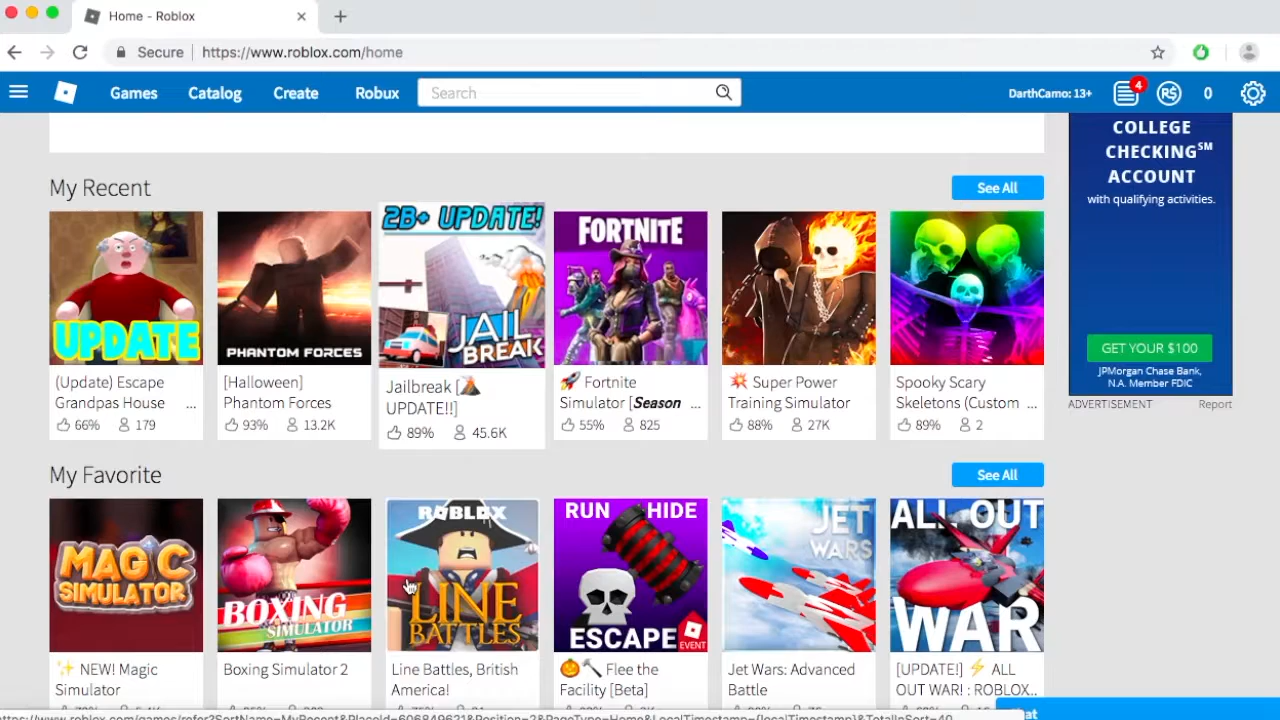 Home - Roblox
Secure
https://www.roblox.com/home
Games
Catalog
Create
Robux
Search
DarthCamo: 13+
4
R$
0
COLLEGE
CHECKING℠
ACCOUNT
with qualifying activities.
GET YOUR $100
JPMorgan Chase Bank,
N.A. Member FDIC
ADVERTISEMENT
Report
My Recent
See All
UPDATE
PHANTOM FORCES
2B+ UPDATE!
JAIL
BREAK
FORTNITE
(Update) Escape
Grandpas House ...
66% 179
[Halloween]
Phantom Forces
93% 13.2K
Jailbreak [🌋
UPDATE!!]
89% 45.6K
🚀 Fortnite
Simulator [Season ...
55% 825
💥 Super Power
Training Simulator
88% 27K
Spooky Scary
Skeletons (Custom ...
89% 2
My Favorite
See All
MAGIC
SIMULATOR
BOXING
SIMULATOR
ROBLOX
LINE
BATTLES
RUN HIDE
ESCAPE
EVENT
JET
WARS
ALL OUT
WAR
✨ NEW! Magic
Simulator
Boxing Simulator 2
Line Battles, British
America!
🎃🔨 Flee the
Facility [Beta]
Jet Wars: Advanced
Battle
[UPDATE!] ⚡ ALL
OUT WAR! : ROBLOX...